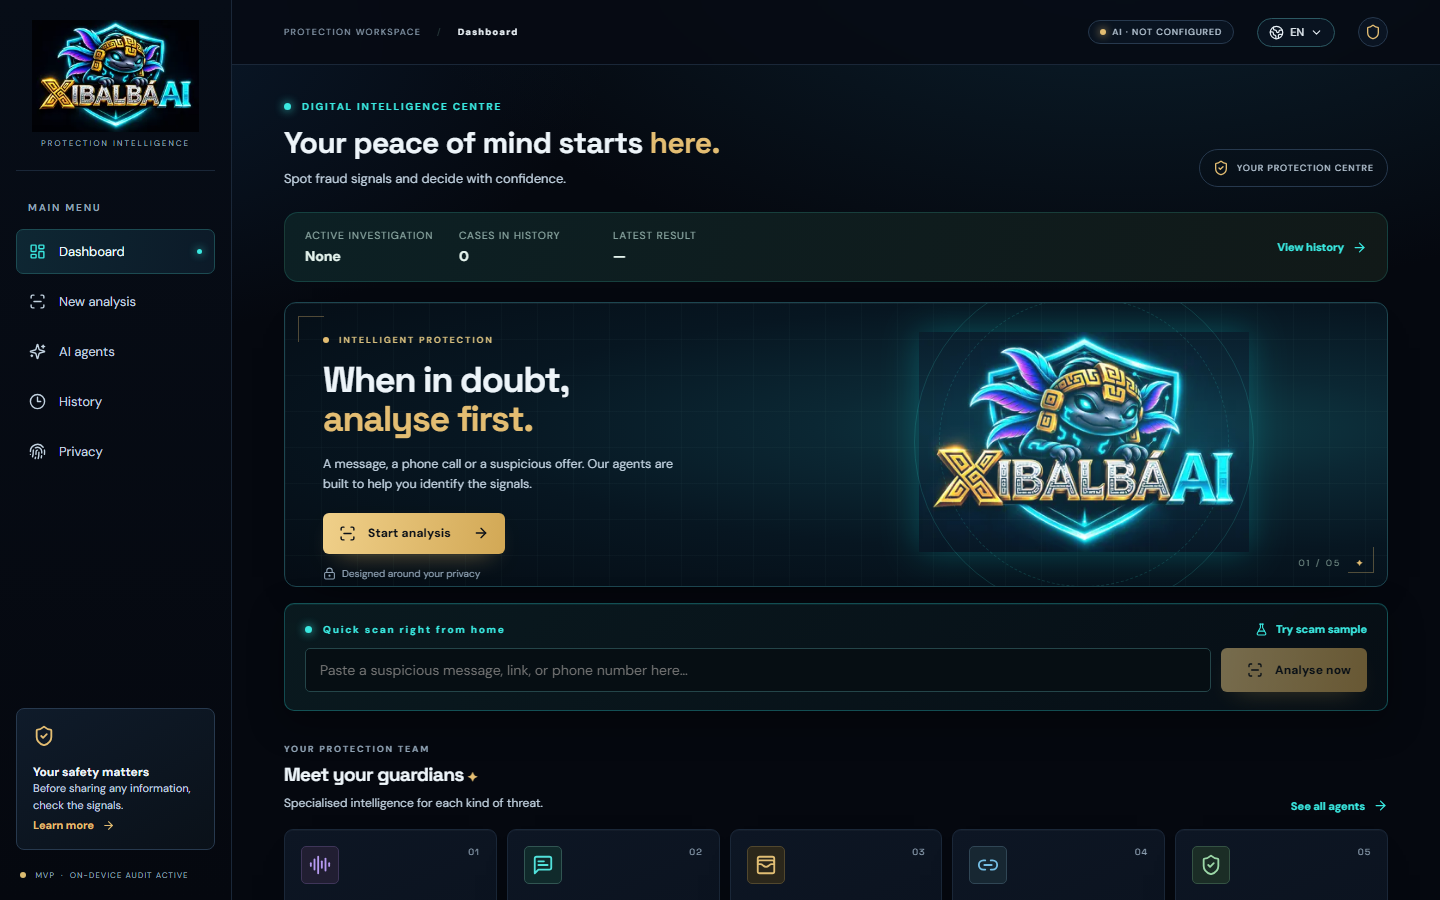 XIBALBÁAI
PROTECTION INTELLIGENCE
MAIN MENU
Dashboard
New analysis
AI agents
History
Privacy
Your safety matters
Before sharing any information,
check the signals.
Learn more
MVP · ON-DEVICE AUDIT ACTIVE
PROTECTION WORKSPACE / Dashboard
AI · NOT CONFIGURED
EN
DIGITAL INTELLIGENCE CENTRE
Your peace of mind starts here.
Spot fraud signals and decide with confidence.
YOUR PROTECTION CENTRE
ACTIVE INVESTIGATION
None
CASES IN HISTORY
0
LATEST RESULT
—
View history
INTELLIGENT PROTECTION
When in doubt,
analyse first.
A message, a phone call or a suspicious offer. Our agents are
built to help you identify the signals.
Start analysis
Designed around your privacy
XIBALBÁAI
01 / 05
Quick scan right from home
Try scam sample
Paste a suspicious message, link, or phone number here...
Analyse now
YOUR PROTECTION TEAM
Meet your guardians
Specialised intelligence for each kind of threat.
See all agents
01
02
03
04
05